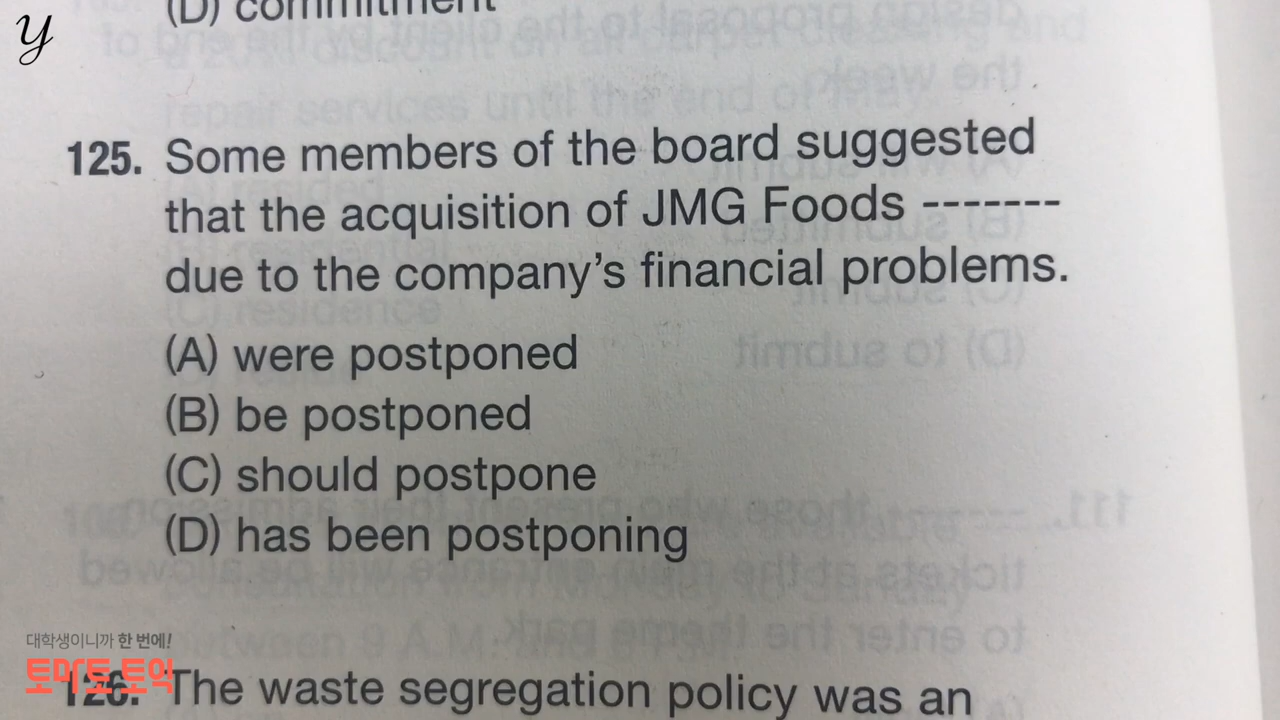 (D) commitment
y
125. Some members of the board suggested
that the acquisition of JMG Foods -------
due to the company's financial problems.
(A) were postponed
(B) be postponed
(C) should postpone
(D) has been postponing
대학생이니까 한 번에!
토마토 토익
126. The waste segregation policy was an